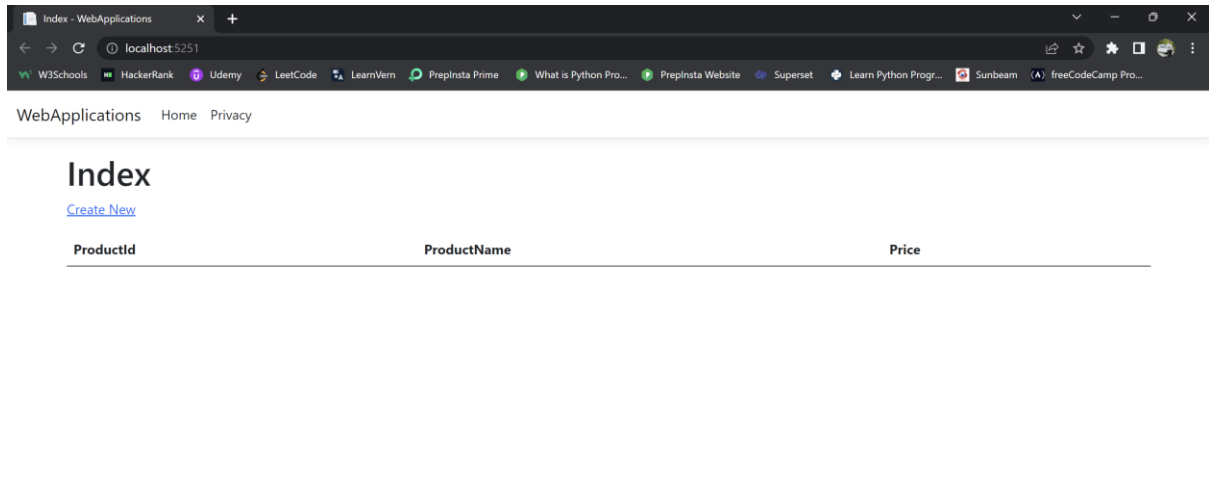 Index - WebApplications
localhost:5251
W3Schools HackerRank Udemy LeetCode LearnVern PrepInsta Prime What is Python Pro... PrepInsta Website Superset Learn Python Progr... Sunbeam freeCodeCamp Pro...
WebApplications Home Privacy
Index
Create New
ProductId ProductName Price